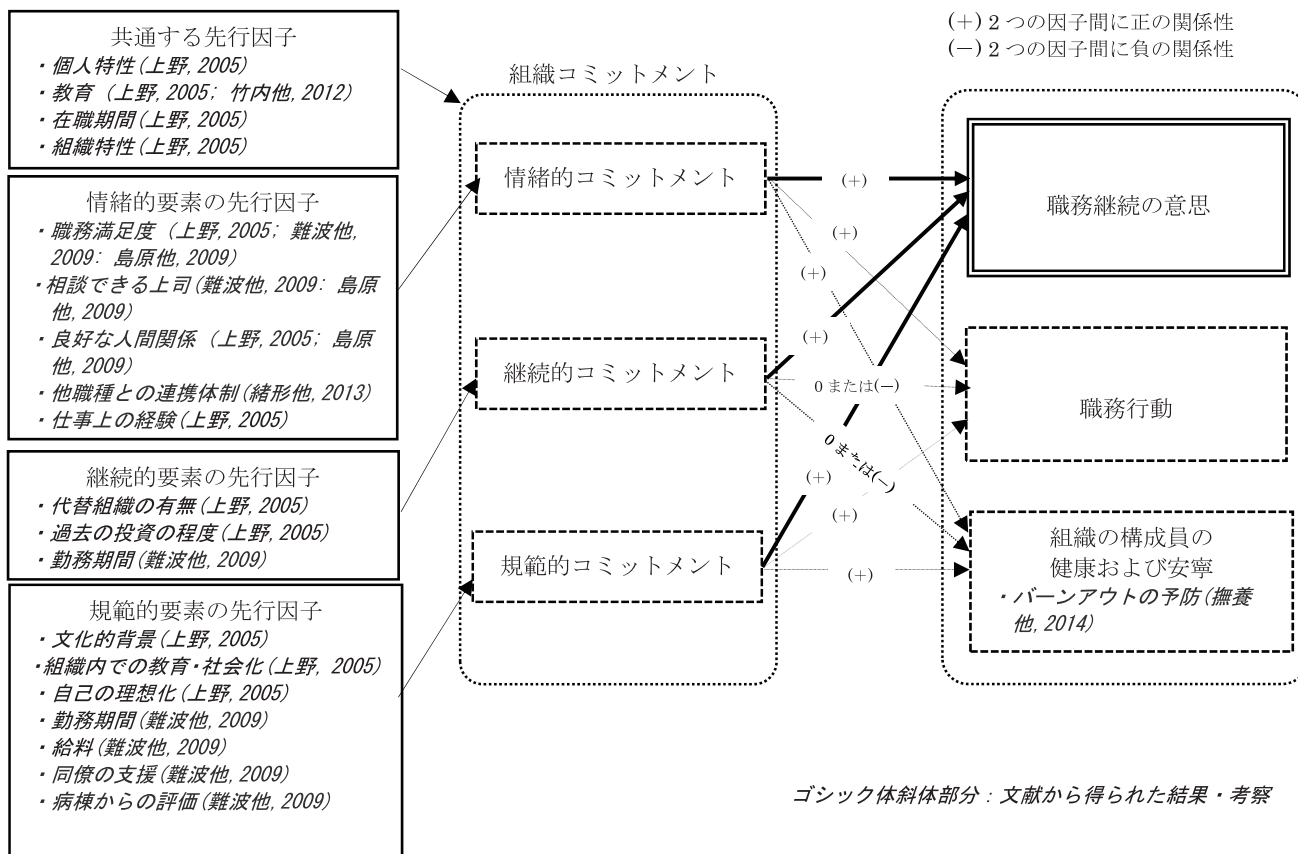 共通する先行因子
・個人特性(上野, 2005)
・教育 (上野, 2005; 竹内他, 2012)
・在職期間(上野, 2005)
・組織特性(上野, 2005)
情緒的要素の先行因子
・職務満足度 (上野, 2005; 難波他,
2009: 島原他, 2009)
・相談できる上司(難波他, 2009: 島原
他, 2009)
・良好な人間関係 (上野, 2005; 島原
他, 2009)
・他職種との連携体制(緒形他, 2013)
・仕事上の経験(上野, 2005)
継続的要素の先行因子
・代替組織の有無(上野, 2005)
・過去の投資の程度(上野, 2005)
・勤務期間(難波他, 2009)
規範的要素の先行因子
・文化的背景(上野, 2005)
・組織内での教育・社会化(上野, 2005)
・自己の理想化(上野, 2005)
・勤務期間(難波他, 2009)
・給料(難波他, 2009)
・同僚の支援(難波他, 2009)
・病棟からの評価(難波他, 2009)
組織コミットメント
情緒的コミットメント
継続的コミットメント
規範的コミットメント
(+)
(+)
(+)
(+)
0 または(−)
0 または(−)
(+)
(+)
(+)
(+) 2 つの因子間に正の関係性
(−) 2 つの因子間に負の関係性
職務継続の意思
職務行動
組織の構成員の
健康および安寧
・バーンアウトの予防(撫養
他, 2014)
ゴシック体斜体部分:文献から得られた結果・考察